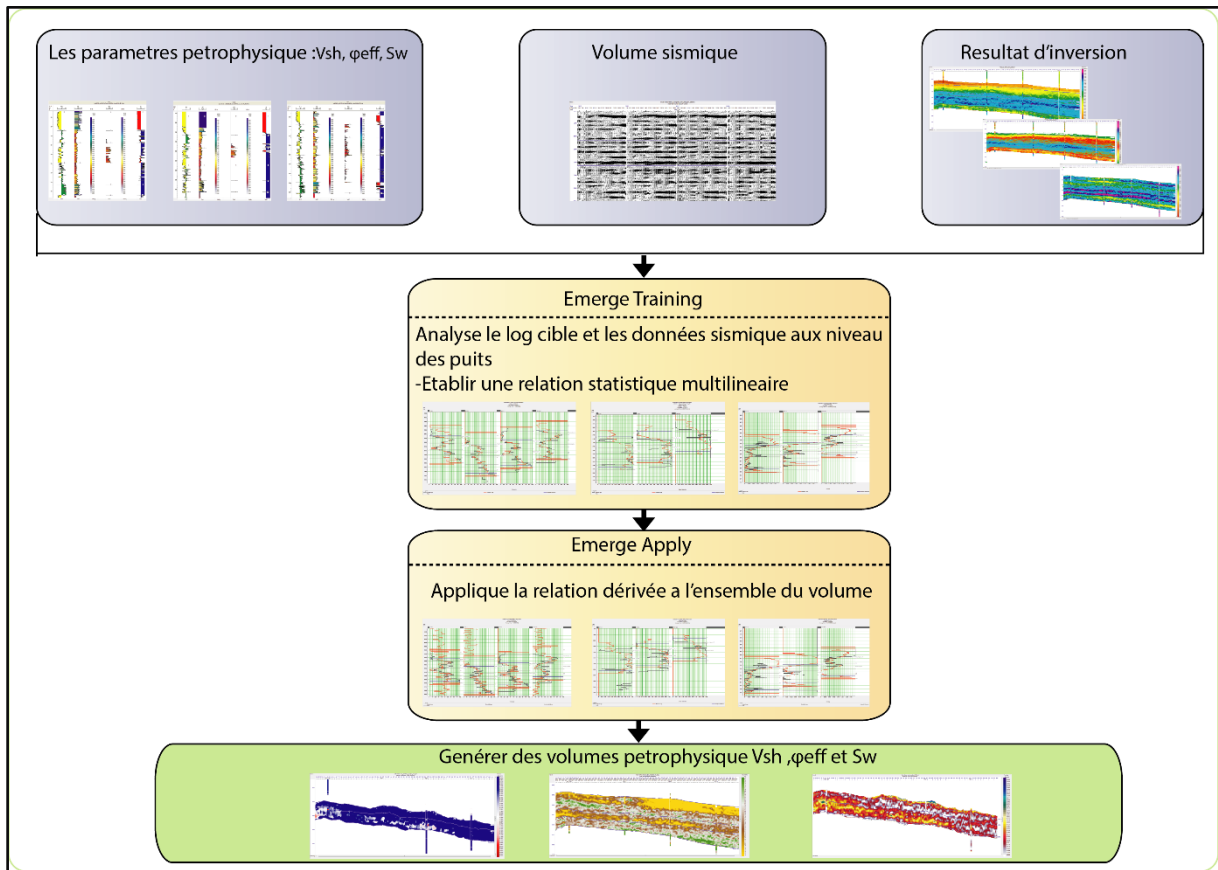 Les parametres petrophysique :Vsh, φeff, Sw
Volume sismique
Resultat d'inversion
Emerge Training
Analyse le log cible et les données sismique aux niveau
des puits
-Etablir une relation statistique multilineaire
Emerge Apply
Applique la relation dérivée a l'ensemble du volume
Genérer des volumes petrophysique Vsh ,φeff et Sw